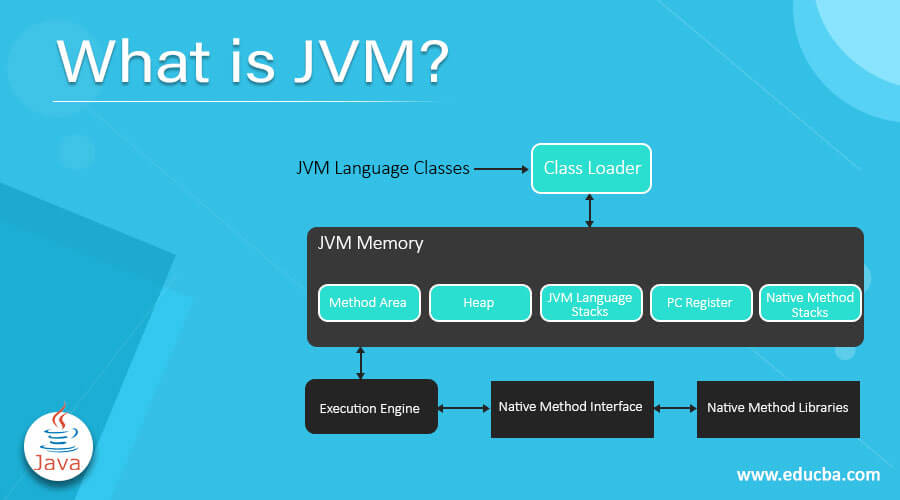 What is JVM?
JVM Language Classes
Class Loader
JVM Memory
Method Area
Heap
JVM Language
Stacks
PC Register
Native Method
Stacks
Execution Engine
Native Method Interface
Native Method Libraries
Java
www.educba.com